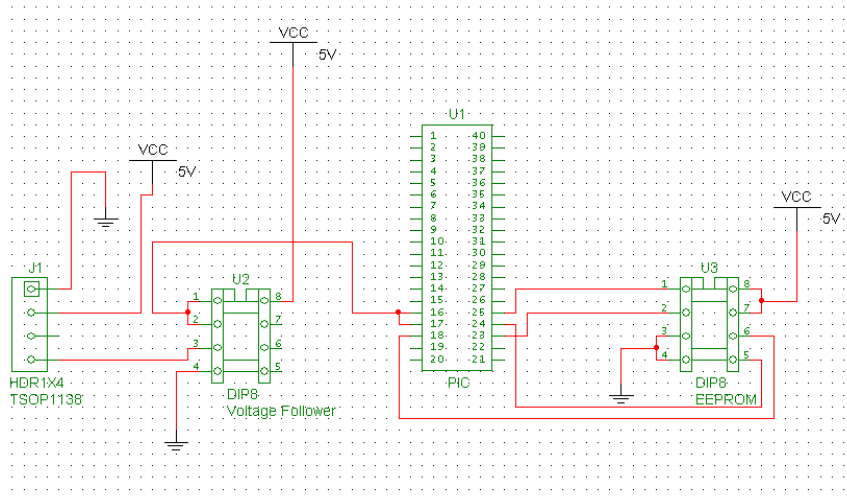 VCC
5V
U1
VCC
5V
1 40
2 39
3 38
4 37
5 36
6 35
7 34
8 33
9 32
10 31
11 30
12 29
13 28
14 27
15 26
16 25
17 24
18 23
19 22
20 21
PIC
VCC
5V
J1
HDR1X4
TSOP1138
U2
1 8
2 7
3 6
4 5
DIP8
Voltage Follower
U3
1 8
2 7
3 6
4 5
DIP8
EEPROM